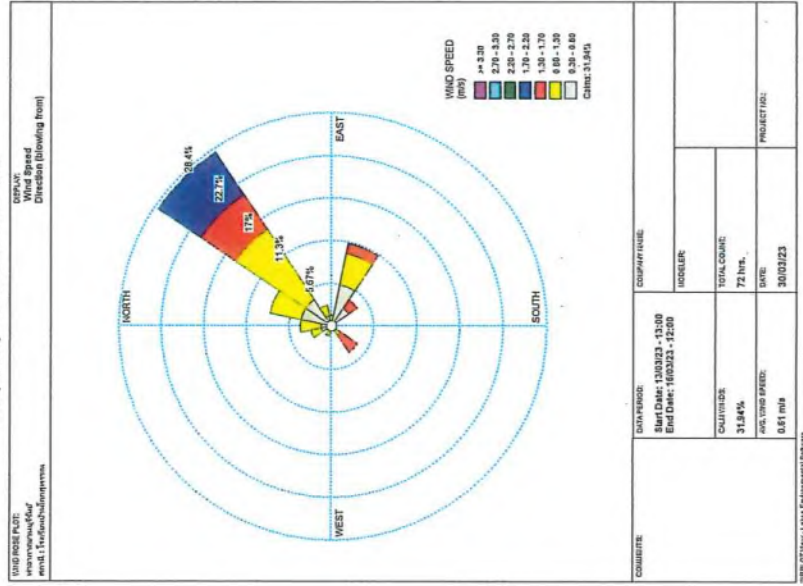 WIND ROSE PLOT:
DISPLAY:
Wind Speed
Direction (blowing from)
NORTH
WEST
EAST
SOUTH
5.67%
11.3%
17%
22.7%
28.4%
WIND SPEED
(m/s)
>= 3.30
2.70 - 3.30
2.20 - 2.70
1.70 - 2.20
1.30 - 1.70
0.80 - 1.30
0.30 - 0.80
Calms: 31.94%
COMMENTS:
DATA PERIOD:
Start Date: 13/03/23 - 13:00
End Date: 16/03/23 - 12:00
COMPANY NAME:
MODELER:
CALM WINDS:
31.94%
TOTAL COUNT:
72 hrs.
AVG. WIND SPEED:
0.61 m/s
DATE:
30/03/23
PROJECT NO.: